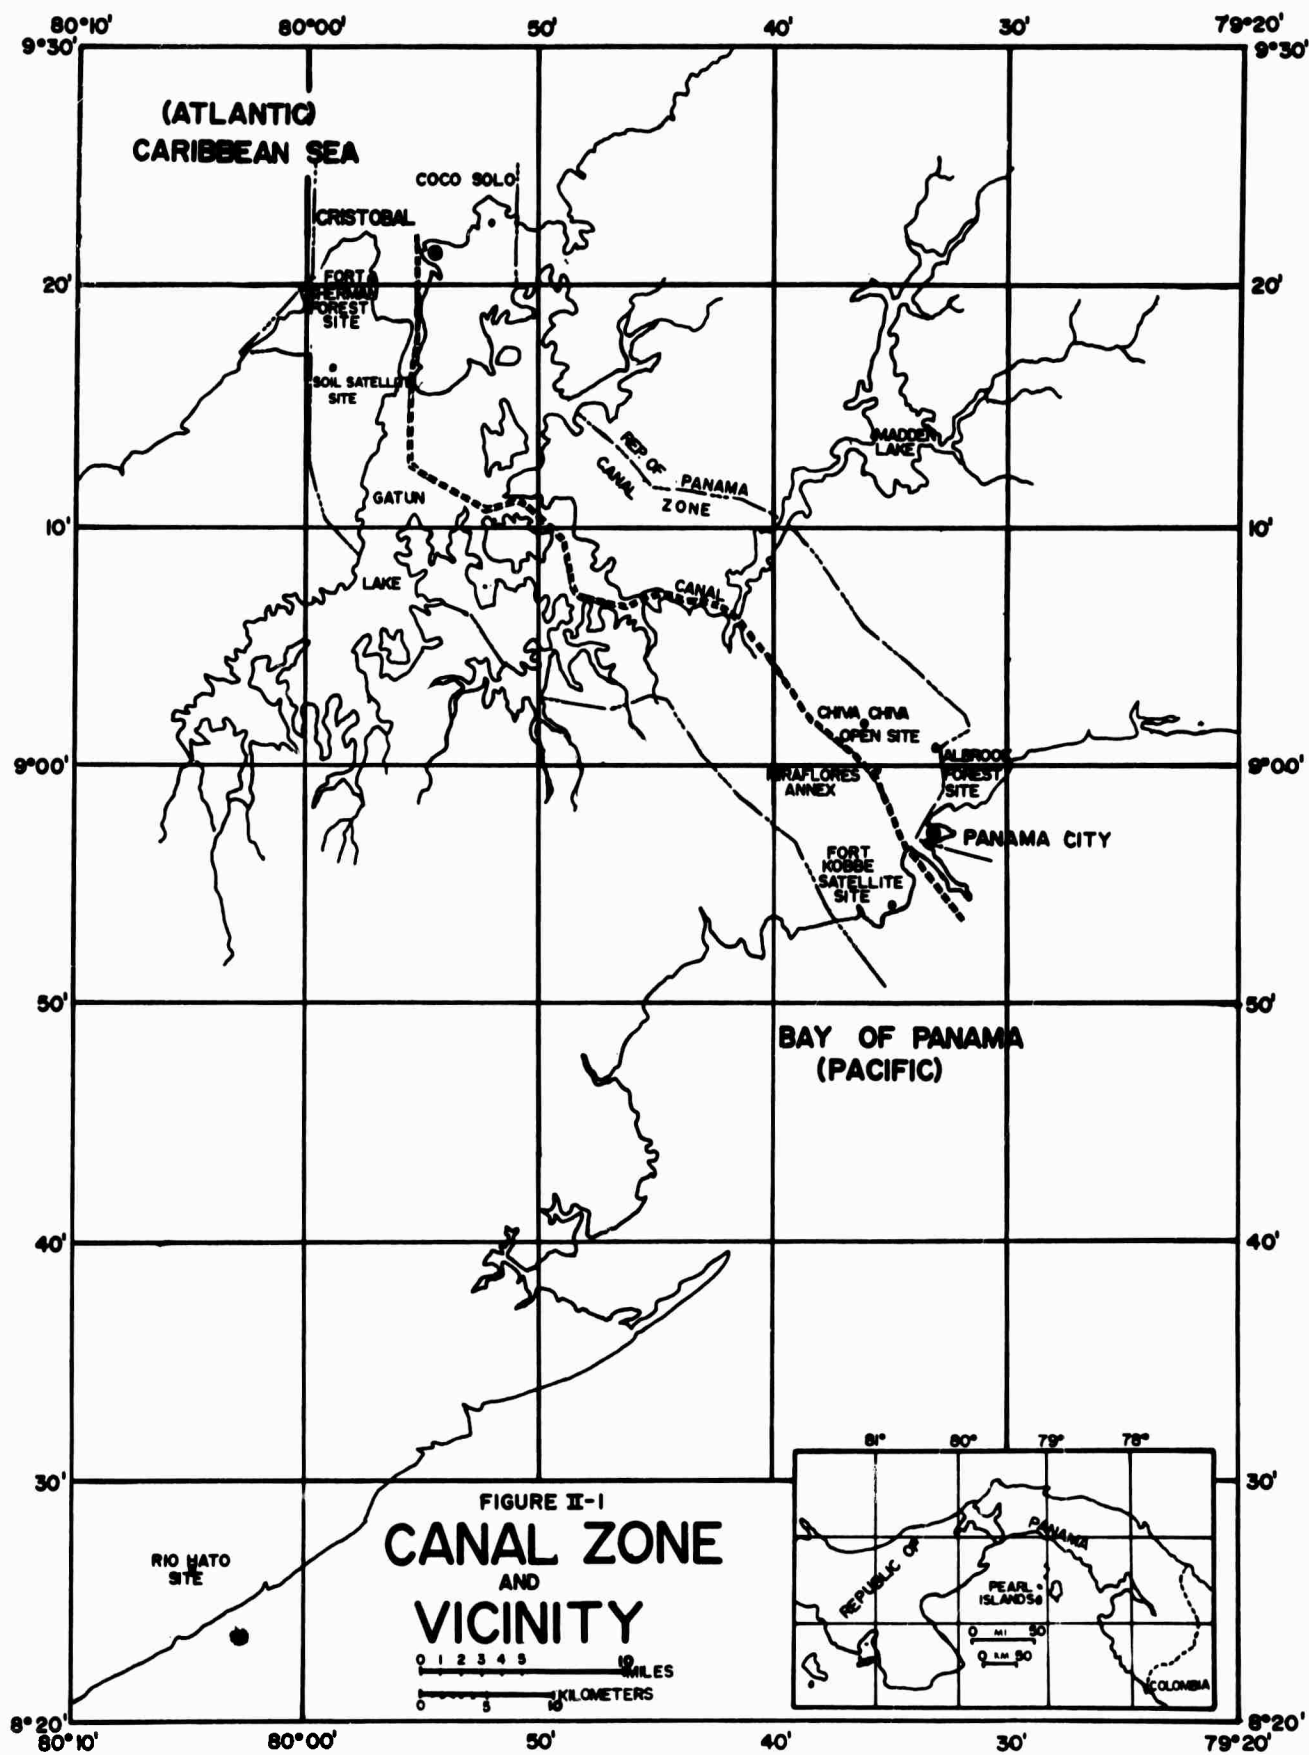 80°10' 80°00' 50' 40' 30' 79°20'
9°30' 9°30'
(ATLANTIC)
CARIBBEAN SEA
COCO SOLO
CRISTOBAL
20' 20'
FORT
SHERMAN
FOREST
SITE
SOIL SATELLITE
SITE
REP. OF PANAMA
CANAL ZONE
MADDEN
LAKE
GATUN
10' 10'
LAKE
CANAL
CHIVA CHIVA
OPEN SITE
ALBROOK
FOREST
SITE
9°00' 9°00'
MIRAFLORES
ANNEX
PANAMA CITY
FORT
KOBBE
SATELLITE
SITE
50' 50'
BAY OF PANAMA
(PACIFIC)
40' 40'
30' 30'
FIGURE II-1
CANAL ZONE
AND
VICINITY
0 1 2 3 4 5 10
MILES
KILOMETERS
0 5 10
RIO HATO
SITE
81° 80° 79° 78°
REPUBLIC OF PANAMA
PEARL
ISLANDS
0 MI 50
0 KM 50
COLOMBIA
8°20' 8°20'
80°10' 80°00' 50' 40' 30' 79°20'